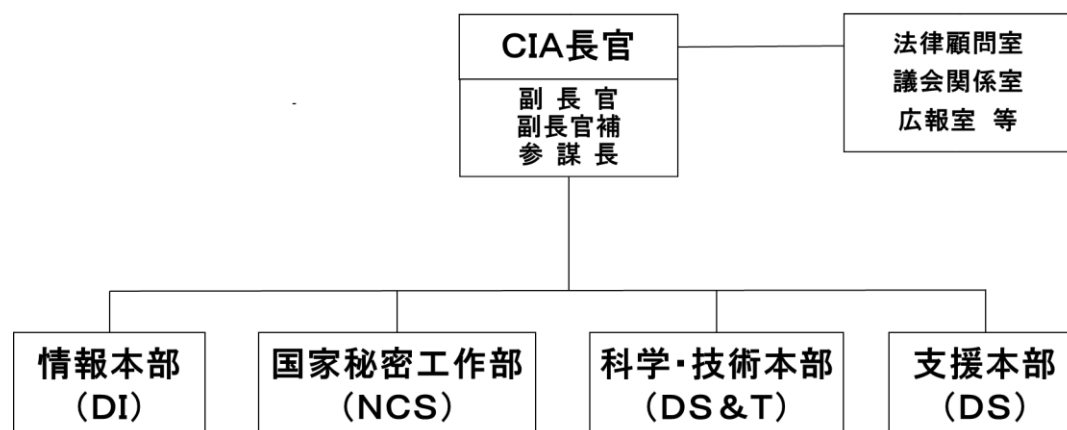 CIA長官
副長官
副長官補
参謀長
法律顧問室
議会関係室
広報室 等
情報本部
(DI)
国家秘密工作部
(NCS)
科学・技術本部
(DS&T)
支援本部
(DS)